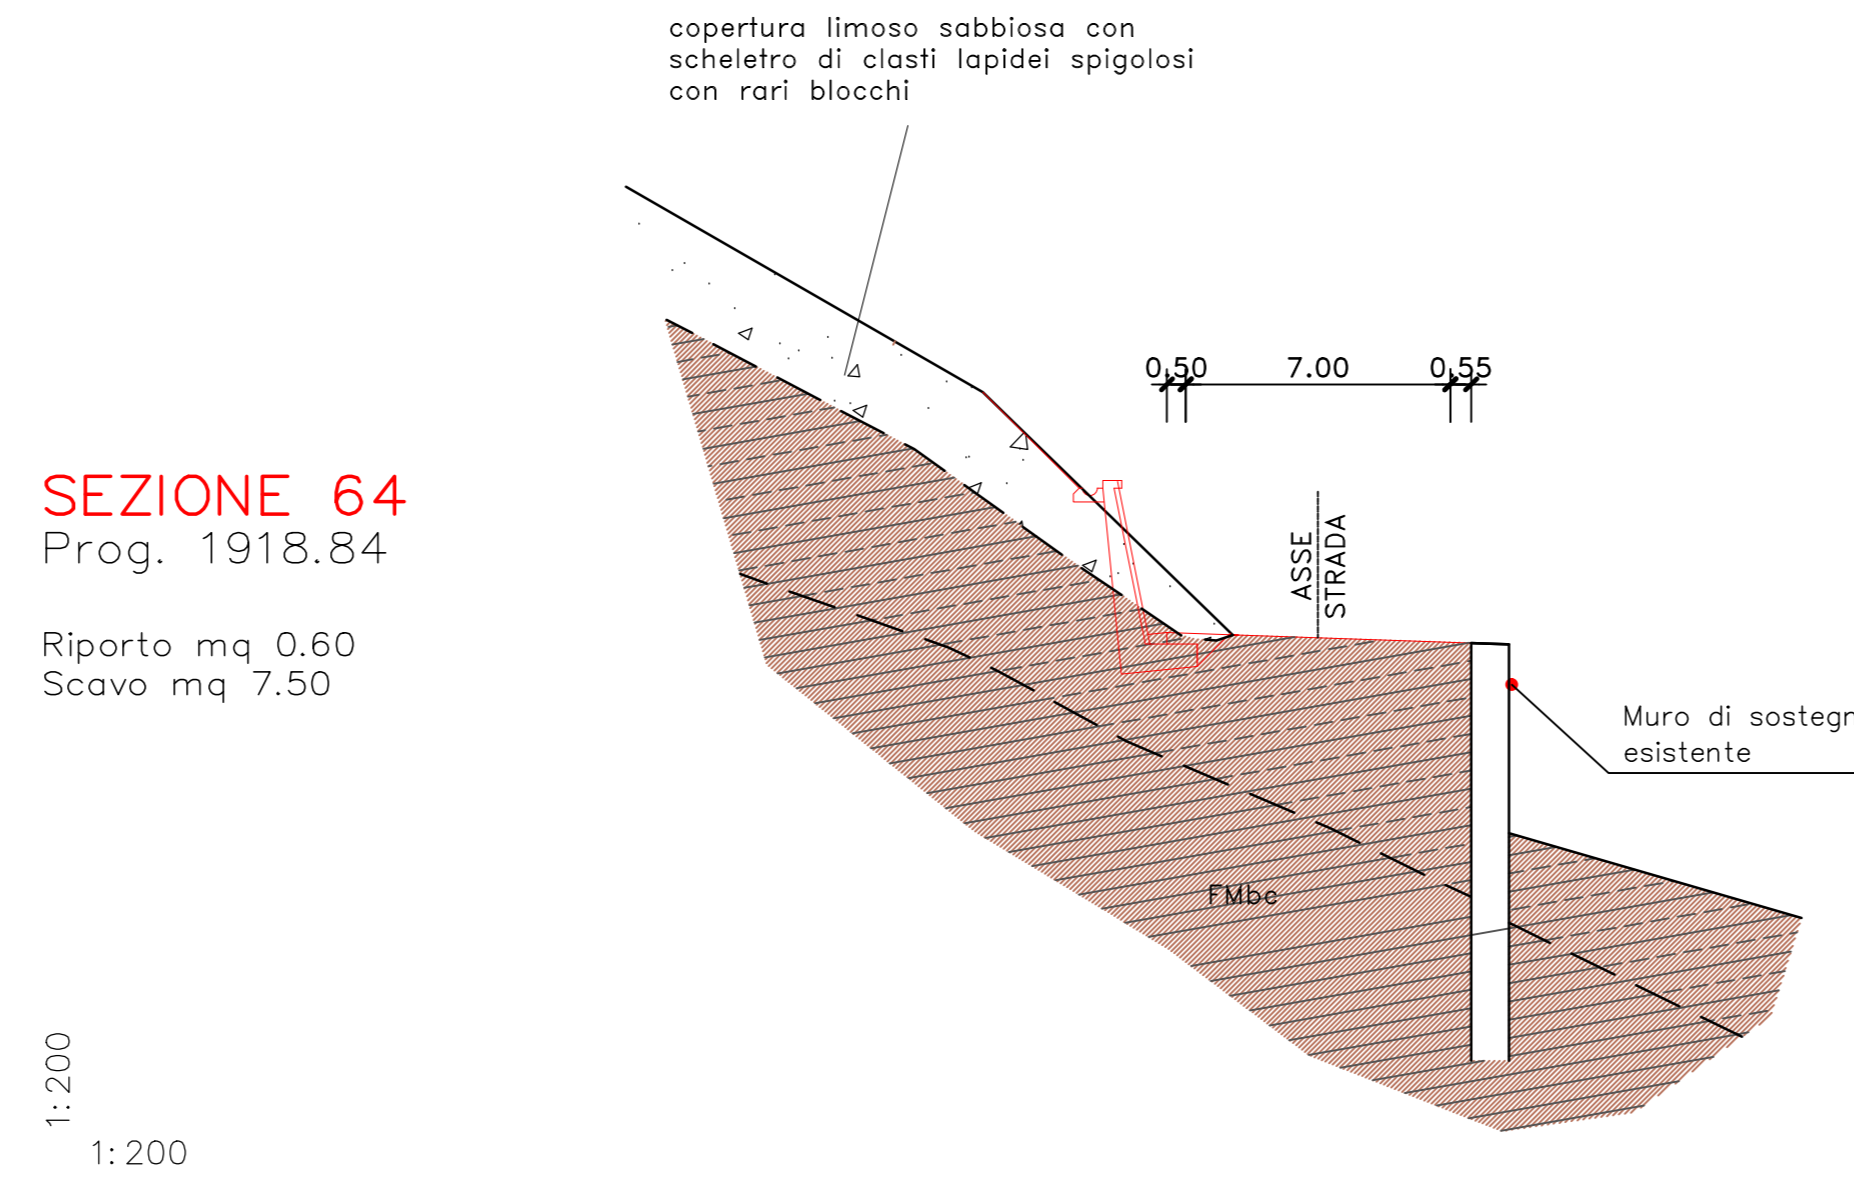 copertura limoso sabbiosa con
scheletro di clasti lapidei spigolosi
con rari blocchi
0.50 7.00 0.55
ASSE
STRADA
SEZIONE 64
Prog. 1918.84
Riporto mq 0.60
Scavo mq 7.50
Muro di sostegn
esistente
FMbc
1:200
1:200